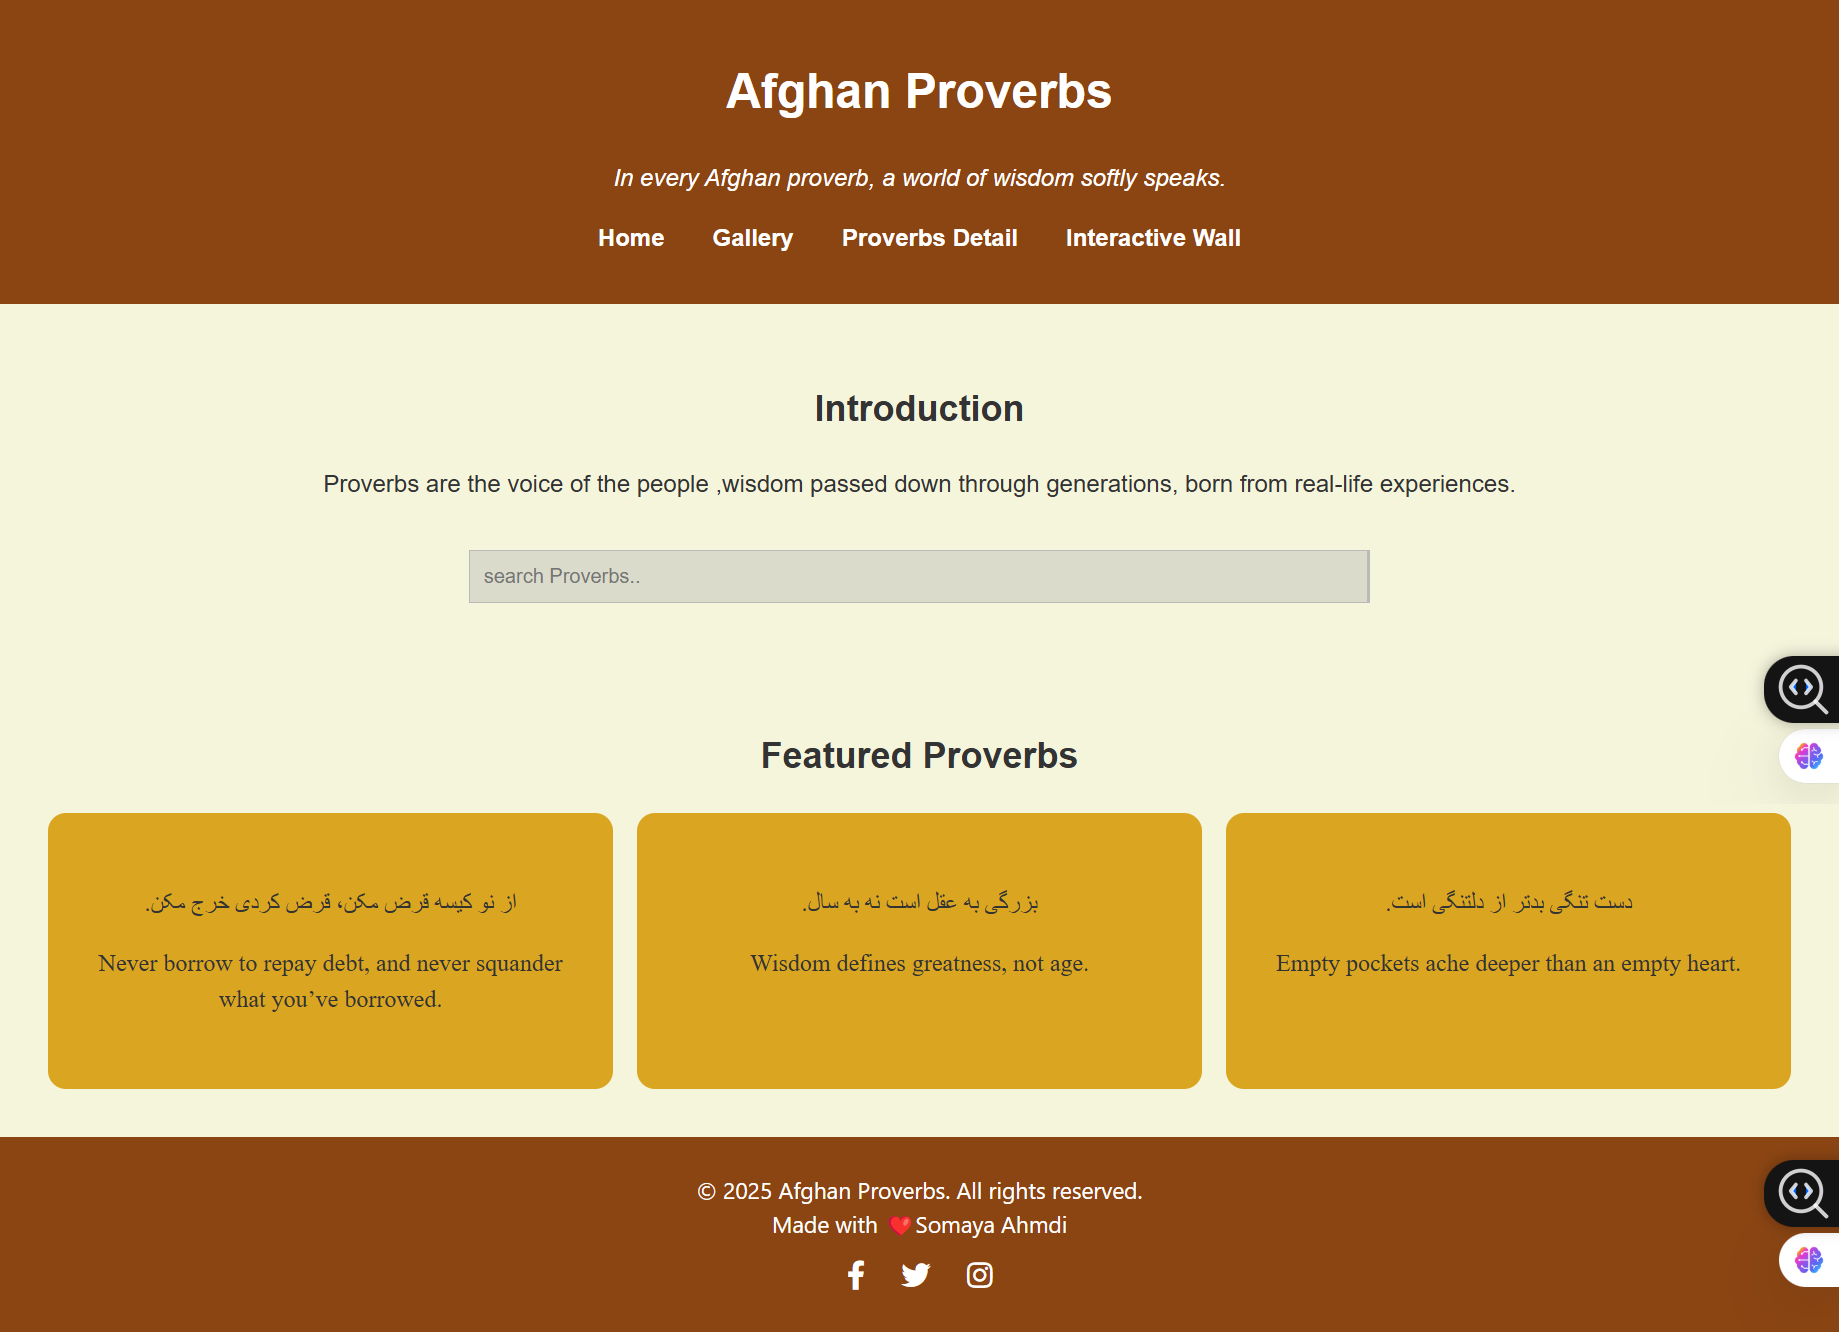 Afghan Proverbs
In every Afghan proverb, a world of wisdom softly speaks.
Home Gallery Proverbs Detail Interactive Wall
Introduction
Proverbs are the voice of the people ,wisdom passed down through generations, born from real-life experiences.
search Proverbs..
Featured Proverbs
از نو کیسه قرض مکن، قرض کردی خرج مکن.
Never borrow to repay debt, and never squander
what you’ve borrowed.
بزرگی به عقل است نه به سال.
Wisdom defines greatness, not age.
دست تنگی بدتر از دلتنگی است.
Empty pockets ache deeper than an empty heart.
© 2025 Afghan Proverbs. All rights reserved.
Made with ❤️Somaya Ahmdi